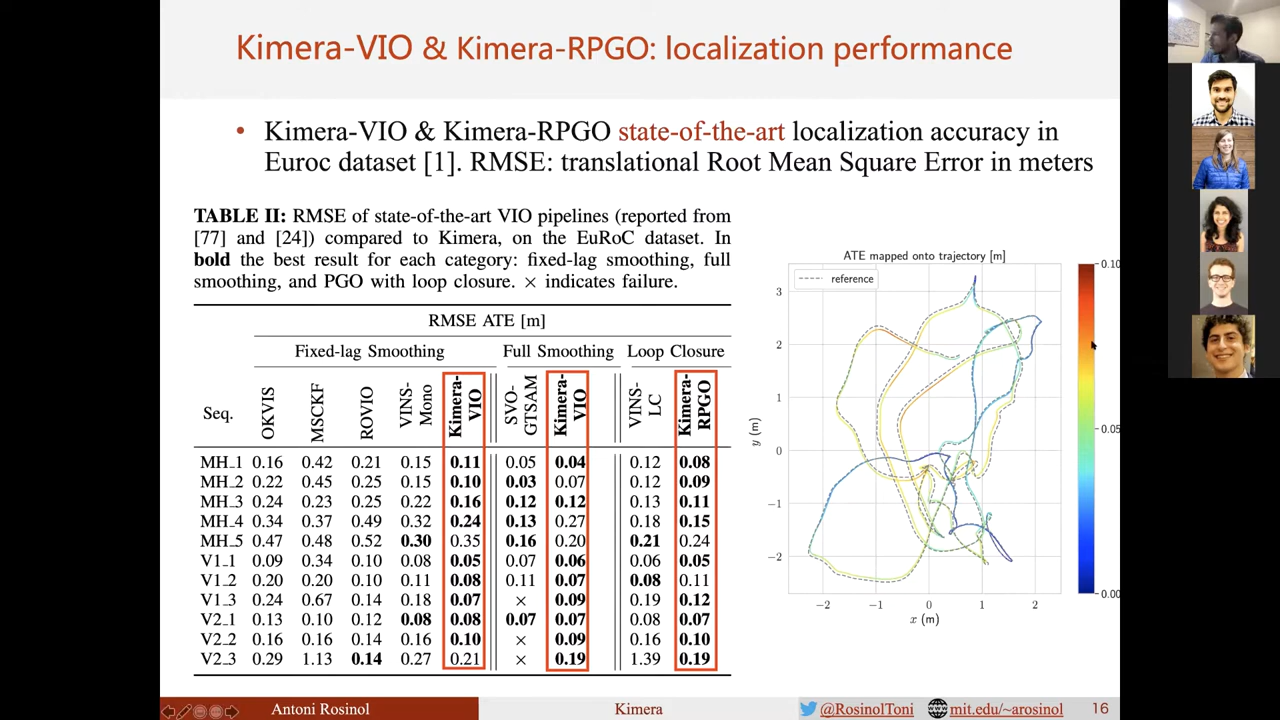 Kimera-VIO & Kimera-RPGO: localization performance
• Kimera-VIO & Kimera-RPGO state-of-the-art localization accuracy in
Euroc dataset [1]. RMSE: translational Root Mean Square Error in meters
TABLE II: RMSE of state-of-the-art VIO pipelines (reported from
[77] and [24]) compared to Kimera, on the EuRoC dataset. In
bold the best result for each category: fixed-lag smoothing, full
smoothing, and PGO with loop closure. × indicates failure.
RMSE ATE [m]
Fixed-lag Smoothing Full Smoothing Loop Closure
Seq. OKVIS MSCKF ROVIO VINS-Mono Kimera-VIO SVO-GTSAM Kimera-VIO VINS-LC Kimera-RPGO
MH_1 0.16 0.42 0.21 0.15 0.11 0.05 0.04 0.12 0.08
MH_2 0.22 0.45 0.25 0.15 0.10 0.03 0.07 0.12 0.09
MH_3 0.24 0.23 0.25 0.22 0.16 0.12 0.12 0.13 0.11
MH_4 0.34 0.37 0.49 0.32 0.24 0.13 0.27 0.18 0.15
MH_5 0.47 0.48 0.52 0.30 0.35 0.16 0.20 0.21 0.24
V1_1 0.09 0.34 0.10 0.08 0.05 0.07 0.06 0.06 0.05
V1_2 0.20 0.20 0.10 0.11 0.08 0.11 0.07 0.08 0.11
V1_3 0.24 0.67 0.14 0.18 0.07 × 0.09 0.19 0.12
V2_1 0.13 0.10 0.12 0.08 0.08 0.07 0.07 0.08 0.07
V2_2 0.16 0.16 0.14 0.16 0.10 × 0.09 0.16 0.10
V2_3 0.29 1.13 0.14 0.27 0.21 × 0.19 1.39 0.19
ATE mapped onto trajectory [m]
reference
y (m)
3
2
1
0
−1
−2
−2 −1 0 1 2
x (m)
0.10
0.05
0.00
Antoni Rosinol
Kimera
@RosinolToni
mit.edu/~arosinol
16